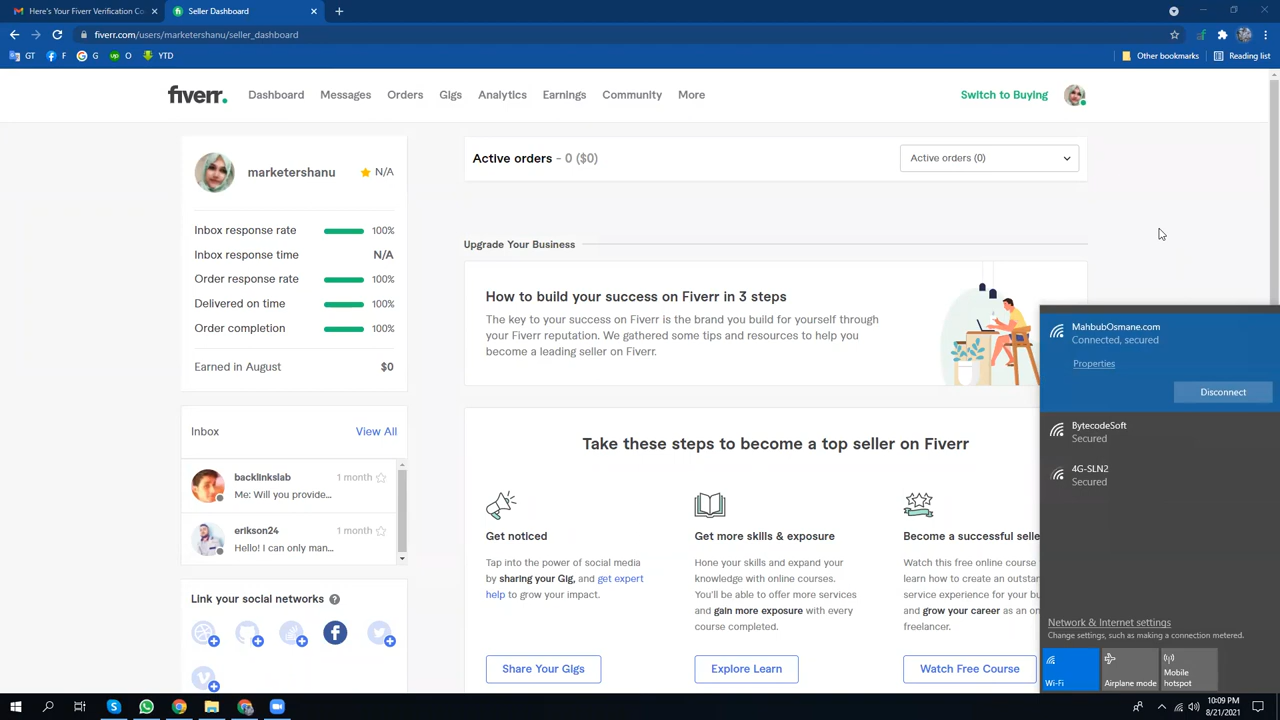 Here's Your Fiverr Verification Co
Seller Dashboard
fiverr.com/users/marketershanu/seller_dashboard
GT
F
G
O
YTD
Other bookmarks
Reading list
fiverr.
Dashboard
Messages
Orders
Gigs
Analytics
Earnings
Community
More
Switch to Buying
marketershanu
N/A
Inbox response rate 100%
Inbox response time N/A
Order response rate 100%
Delivered on time 100%
Order completion 100%
Earned in August $0
Inbox View All
backlinkslab 1 month
Me: Will you provide...
erikson24 1 month
Hello! I can only man...
Link your social networks
Active orders - 0 ($0)
Active orders (0)
Upgrade Your Business
How to build your success on Fiverr in 3 steps
The key to your success on Fiverr is the brand you build for yourself through
your Fiverr reputation. We gathered some tips and resources to help you
become a leading seller on Fiverr.
Take these steps to become a top seller on Fiverr
Get noticed
Tap into the power of social media
by sharing your Gig, and get expert
help to grow your impact.
Share Your Gigs
Get more skills & exposure
Hone your skills and expand your
knowledge with online courses.
You'll be able to offer more services
and gain more exposure with every
course completed.
Explore Learn
Become a successful selle
Watch this free online course
learn how to create an outsta
service experience for your bu
and grow your career as an on
freelancer.
Watch Free Course
MahbubOsmane.com
Connected, secured
Properties
Disconnect
BytecodeSoft
Secured
4G-SLN2
Secured
Network & Internet settings
Change settings, such as making a connection metered.
Wi-Fi
Airplane mode
Mobile
hotspot
10:09 PM
8/21/2021